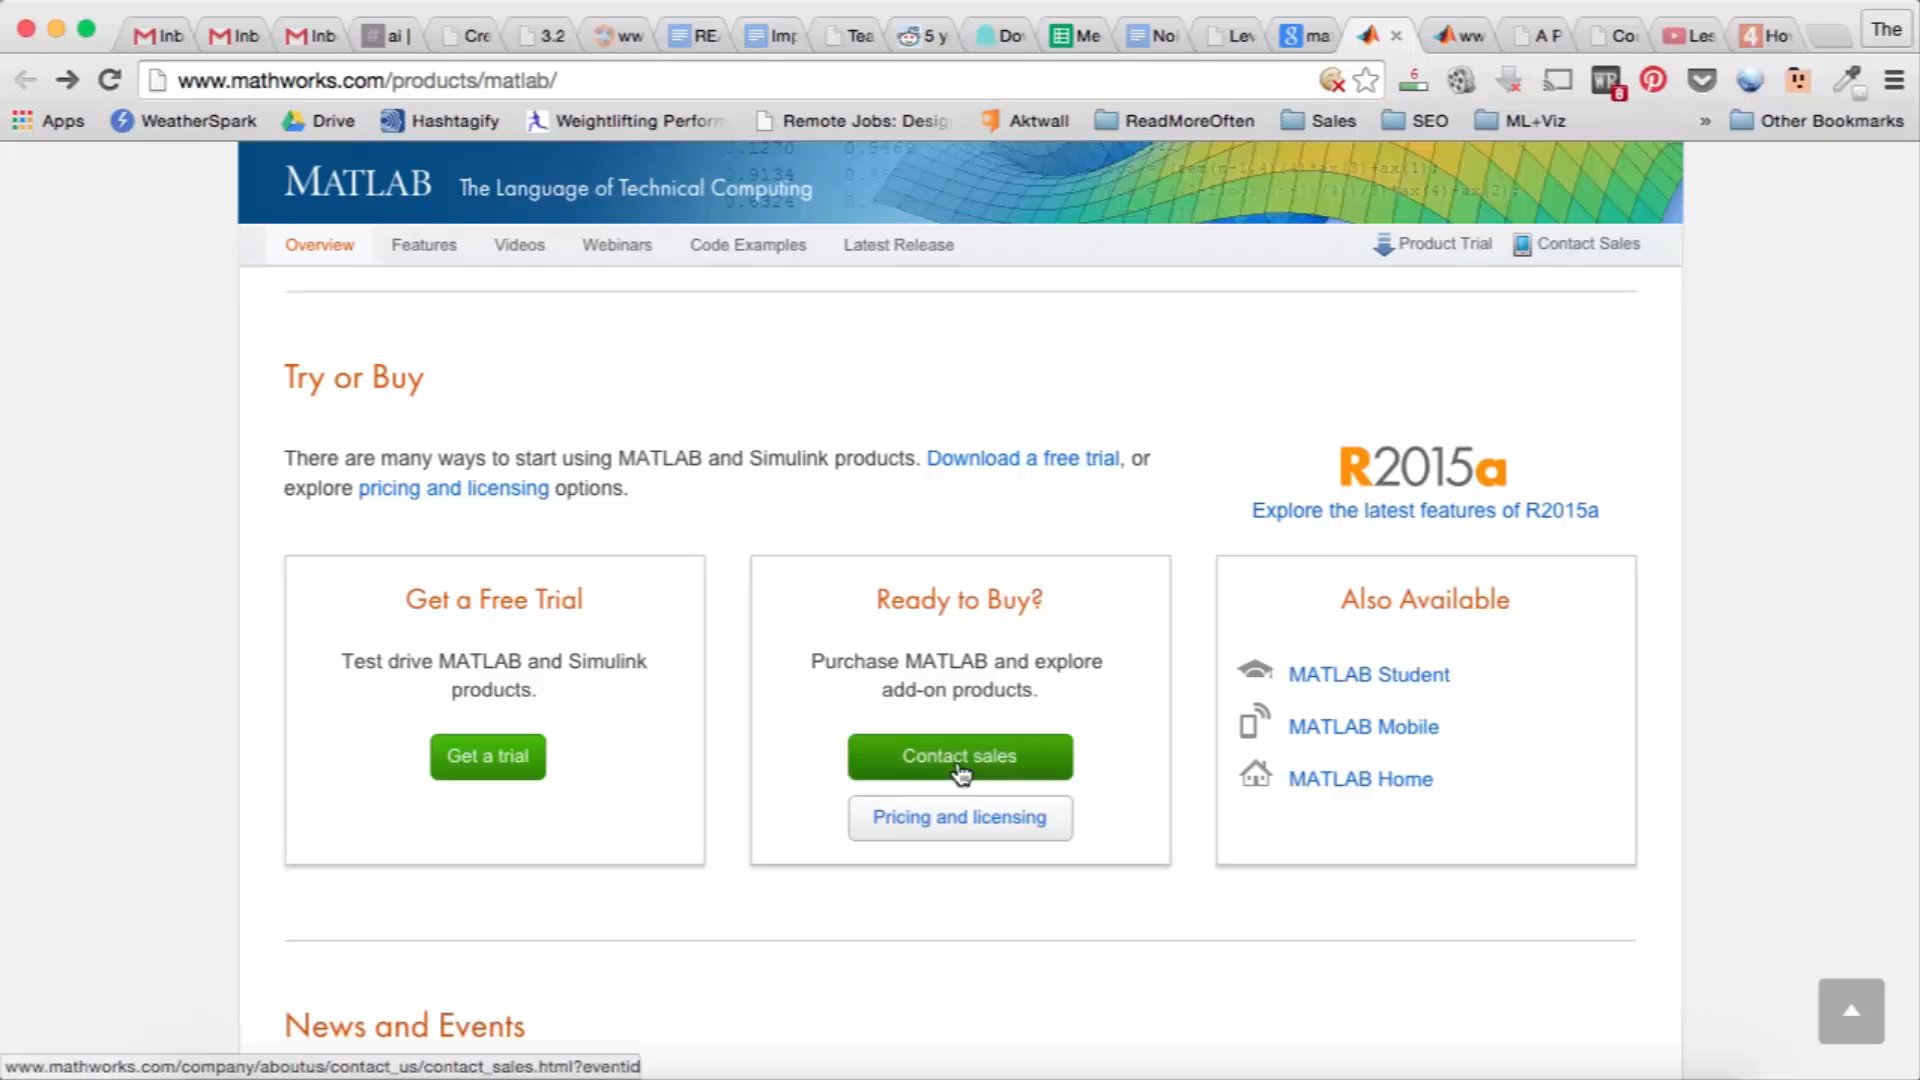 Inb
Inb
Inb
ai |
Cre
3.2
ww
RE
Imp
Tea
5 y
Do
Me
Noi
Lev
ma
ww
A P
Co
Les
Ho
The
www.mathworks.com/products/matlab/
6
WR
8
Apps
WeatherSpark
Drive
Hashtagify
Weightlifting Perform
Remote Jobs: Desig
Aktwall
ReadMoreOften
Sales
SEO
ML+Viz
»
Other Bookmarks
MATLAB The Language of Technical Computing
Overview
Features
Videos
Webinars
Code Examples
Latest Release
Product Trial
Contact Sales
Try or Buy
There are many ways to start using MATLAB and Simulink products. Download a free trial, or
explore pricing and licensing options.
R2015a
Explore the latest features of R2015a
Get a Free Trial
Test drive MATLAB and Simulink
products.
Get a trial
Ready to Buy?
Purchase MATLAB and explore
add-on products.
Contact sales
Pricing and licensing
Also Available
MATLAB Student
MATLAB Mobile
MATLAB Home
News and Events
www.mathworks.com/company/aboutus/contact_us/contact_sales.html?eventid